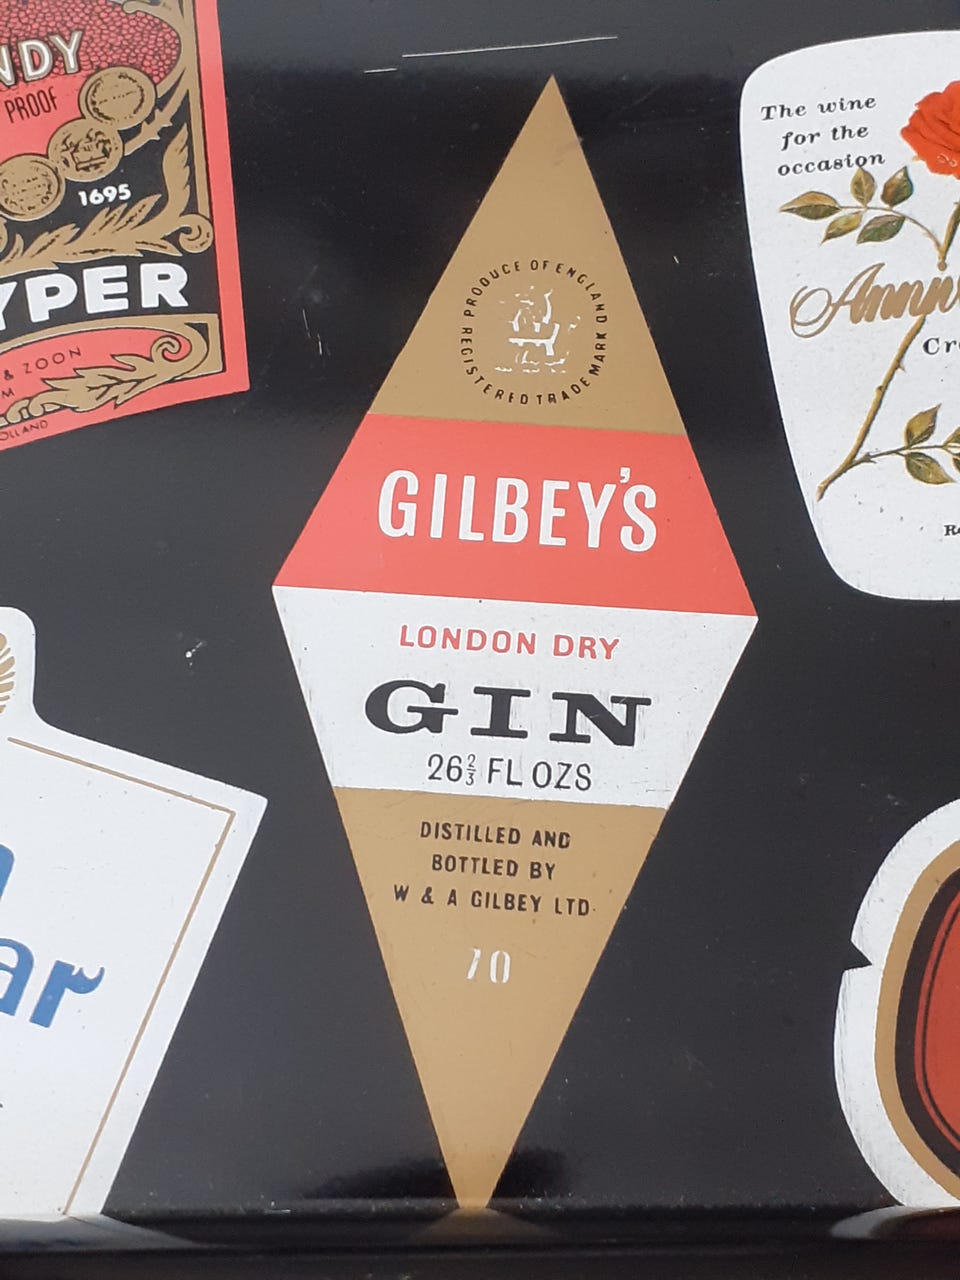 NDY
PROOF
1695
YPER
& ZOON
M
OLLAND
The wine
for the
occasion
Ann
Cr
R
PRODUCE OF ENGLAND
REGISTERED TRADE MARK
GILBEY'S
LONDON DRY
GIN
26⅔ FL OZS
DISTILLED AND
BOTTLED BY
W & A GILBEY LTD.
70
ar